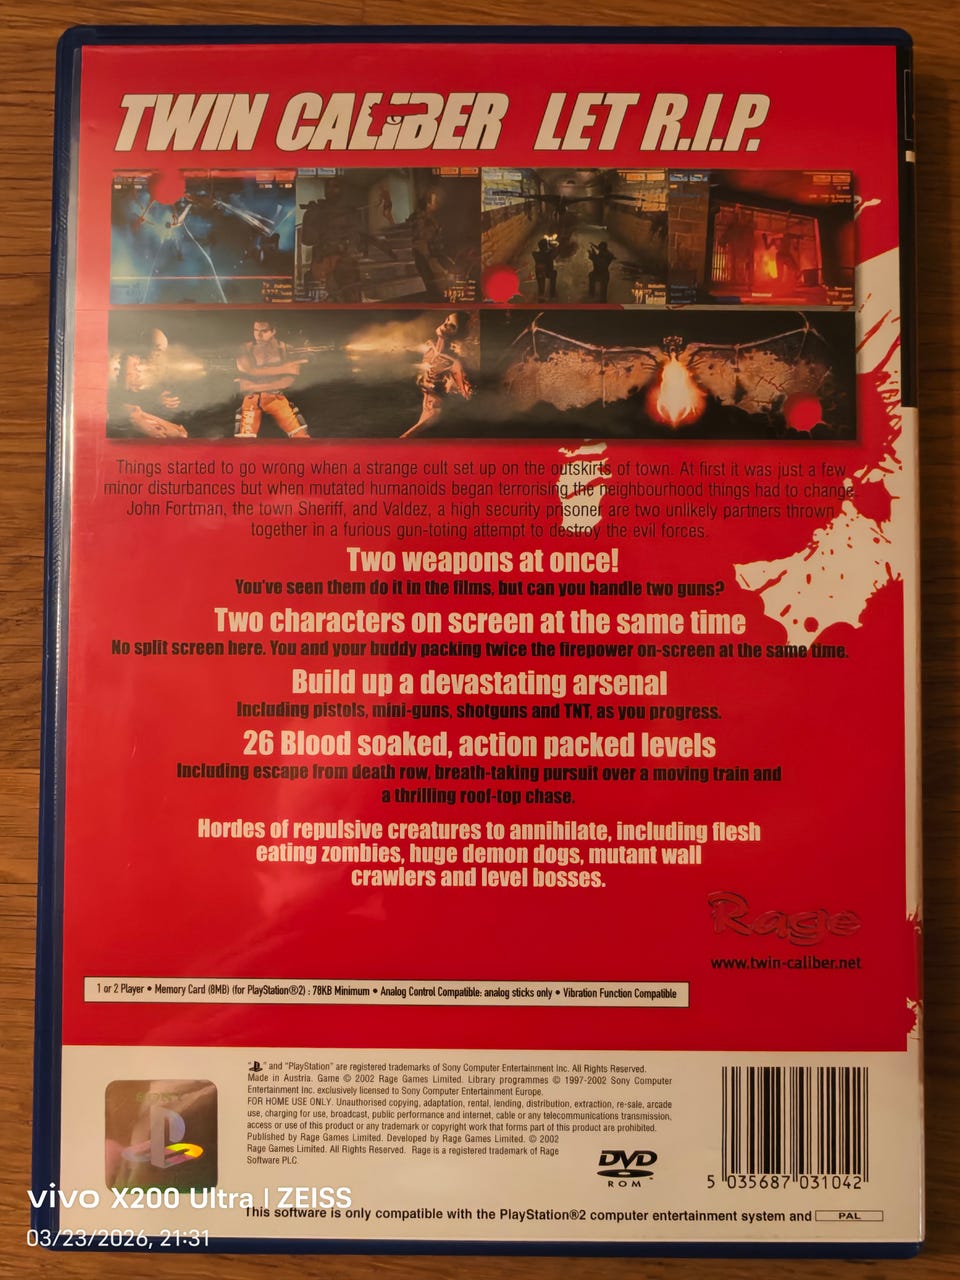 TWIN CALIBER LET R.I.P.
Things started to go wrong when a strange cult set up on the outskirts of town. At first it was just a few
minor disturbances but when mutated humanoids began terrorising the neighbourhood things had to change.
John Fortman, the town Sheriff, and Valdez, a high security prisoner are two unlikely partners thrown
together in a furious gun-toting attempt to destroy the evil forces.
Two weapons at once!
You've seen them do it in the films, but can you handle two guns?
Two characters on screen at the same time
No split screen here. You and your buddy packing twice the firepower on-screen at the same time.
Build up a devastating arsenal
Including pistols, mini-guns, shotguns and TNT, as you progress.
26 Blood soaked, action packed levels
Including escape from death row, breath-taking pursuit over a moving train and
a thrilling roof-top chase.
Hordes of repulsive creatures to annihilate, including flesh
eating zombies, huge demon dogs, mutant wall
crawlers and level bosses.
Rage
www.twin-caliber.net
1 or 2 Player • Memory Card (8MB) (for PlayStation®2) : 78KB Minimum • Analog Control Compatible: analog sticks only • Vibration Function Compatible
" " and "PlayStation" are registered trademarks of Sony Computer Entertainment Inc. All Rights Reserved.
Made in Austria. Game © 2002 Rage Games Limited. Library programmes © 1997-2002 Sony Computer
Entertainment Inc. exclusively licensed to Sony Computer Entertainment Europe.
FOR HOME USE ONLY. Unauthorised copying, adaptation, rental, lending, distribution, extraction, re-sale, arcade
use, charging for use, broadcast, public performance and internet, cable or any telecommunications transmission,
access or use of this product or any trademark or copyright work that forms part of this product are prohibited.
Published by Rage Games Limited. Developed by Rage Games Limited. © 2002
Rage Games Limited. All Rights Reserved. Rage is a registered trademark of Rage
Software PLC.
DVD
ROM
5 035687 031042
This software is only compatible with the PlayStation®2 computer entertainment system and PAL
vivo X200 Ultra | ZEISS
03/23/2026, 21:31